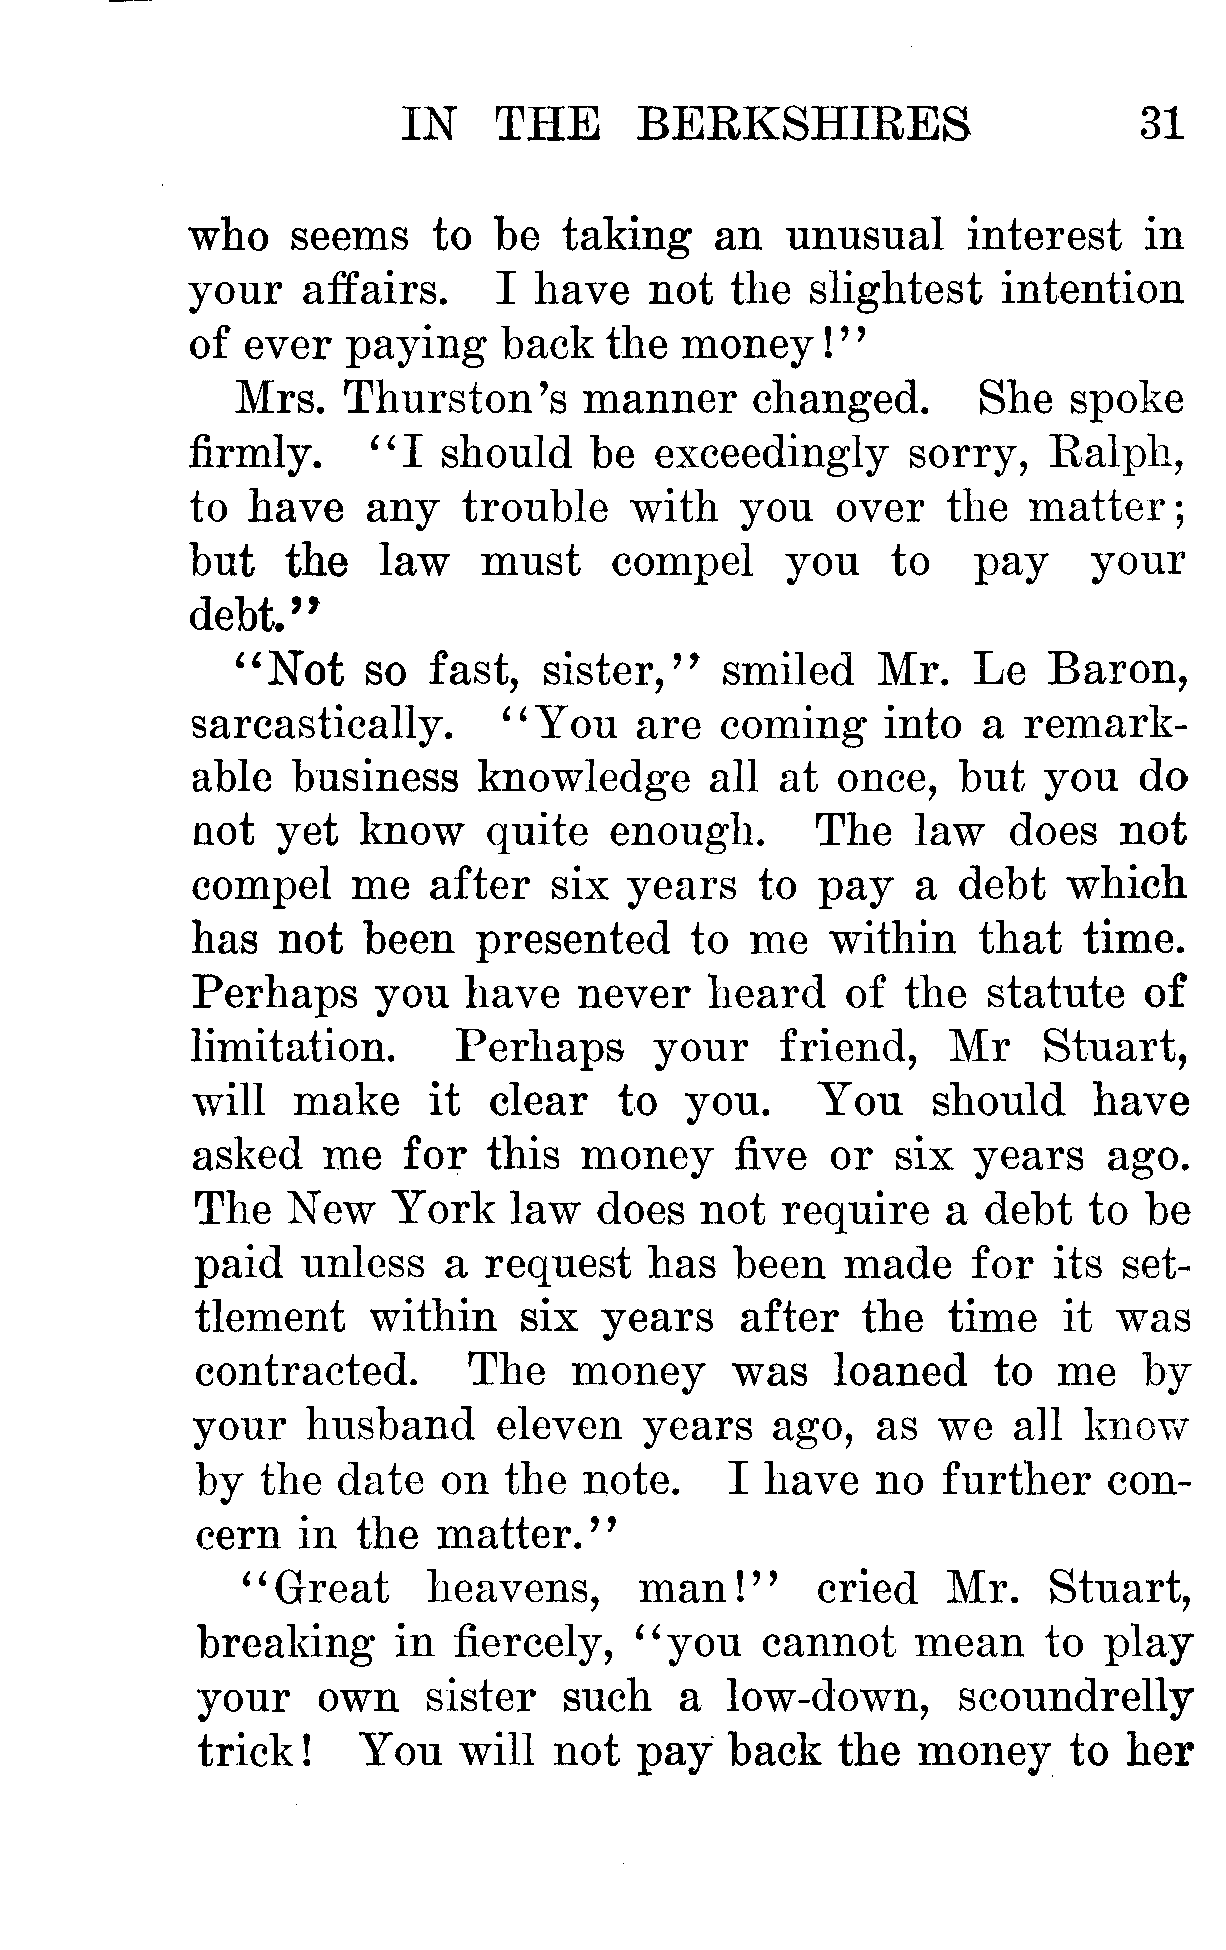 IN THE BERKSHIRES 31
who seems to be taking an unusual interest in
your affairs. I have not the slightest intention
of ever paying back the money!''
Mrs. Thurston's manner changed. She spoke
firmly. ‘‘I should be exceedingly sorry, Ralph,
to have any trouble with you over the matter;
but the law must compel you to pay your
debt.’’
‘‘Not so fast, sister,’’ smiled Mr. Le Baron,
sarcastically. ‘‘You are coming into a remark-
able business knowledge all at once, but you do
not yet know quite enough. The law does not
compel me after six years to pay a debt which
has not been presented to me within that time.
Perhaps you have never heard of the statute of
limitation. Perhaps your friend, Mr Stuart,
will make it clear to you. You should have
asked me for this money five or six years ago.
The New York law does not require a debt to be
paid unless a request has been made for its set-
tlement within six years after the time it was
contracted. The money was loaned to me by
your husband eleven years ago, as we all know
by the date on the note. I have no further con-
cern in the matter.’’
‘‘Great heavens, man!’’ cried Mr. Stuart,
breaking in fiercely, ‘‘you cannot mean to play
your own sister such a low-down, scoundrelly
trick! You will not pay back the money to her